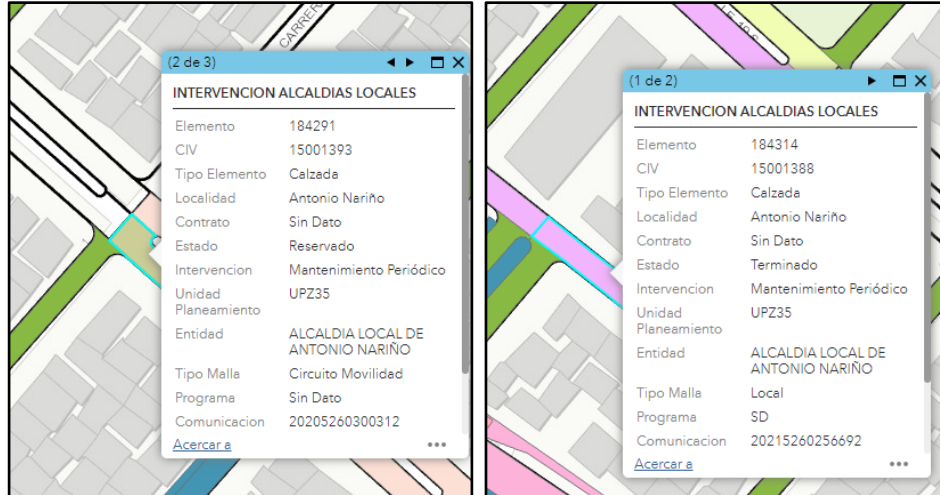 CARRERA
(2 de 3)
INTERVENCION ALCALDIAS LOCALES
Elemento 184291
CIV 15001393
Tipo Elemento Calzada
Localidad Antonio Nariño
Contrato Sin Dato
Estado Reservado
Intervencion Mantenimiento Periódico
Unidad Planeamiento UPZ35
Entidad ALCALDIA LOCAL DE
ANTONIO NARIÑO
Tipo Malla Circuito Movilidad
Programa Sin Dato
Comunicacion 20205260300312
Acercar a
(1 de 2)
INTERVENCION ALCALDIAS LOCALES
Elemento 184314
CIV 15001388
Tipo Elemento Calzada
Localidad Antonio Nariño
Contrato Sin Dato
Estado Terminado
Intervencion Mantenimiento Periódico
Unidad Planeamiento UPZ35
Entidad ALCALDIA LOCAL DE
ANTONIO NARIÑO
Tipo Malla Local
Programa SD
Comunicacion 20215260256692
Acercar a